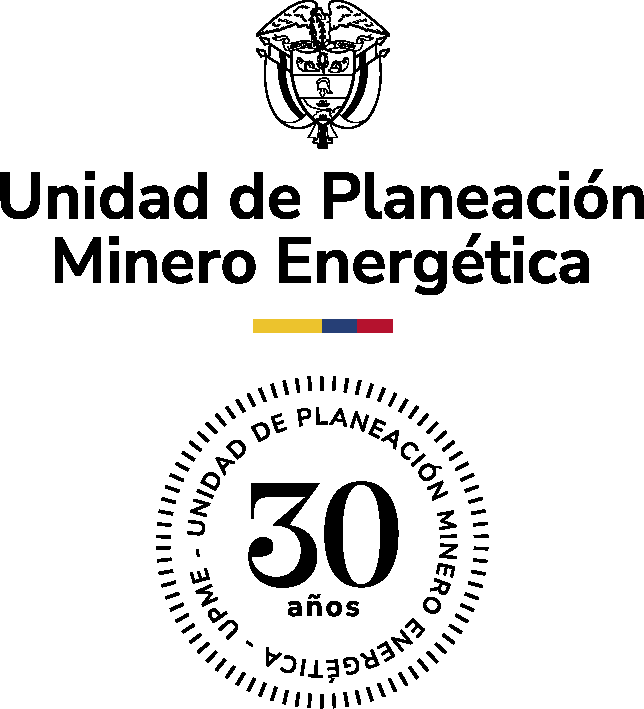 Unidad de Planeación
Minero Energética
UPME - UNIDAD DE PLANEACIÓN MINERO ENERGÉTICA -
30
años